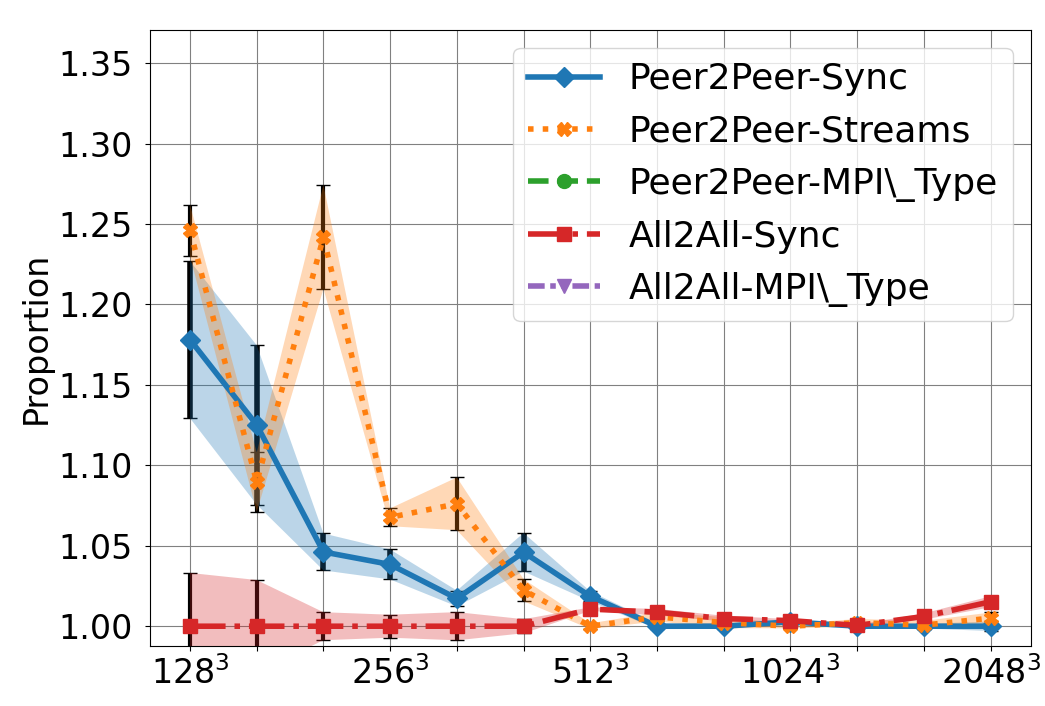 1.35
1.30
1.25
1.20
1.15
1.10
1.05
1.00
Proportion
Peer2Peer-Sync
Peer2Peer-Streams
Peer2Peer-MPI\_Type
All2All-Sync
All2All-MPI\_Type
128³
256³
512³
1024³
2048³